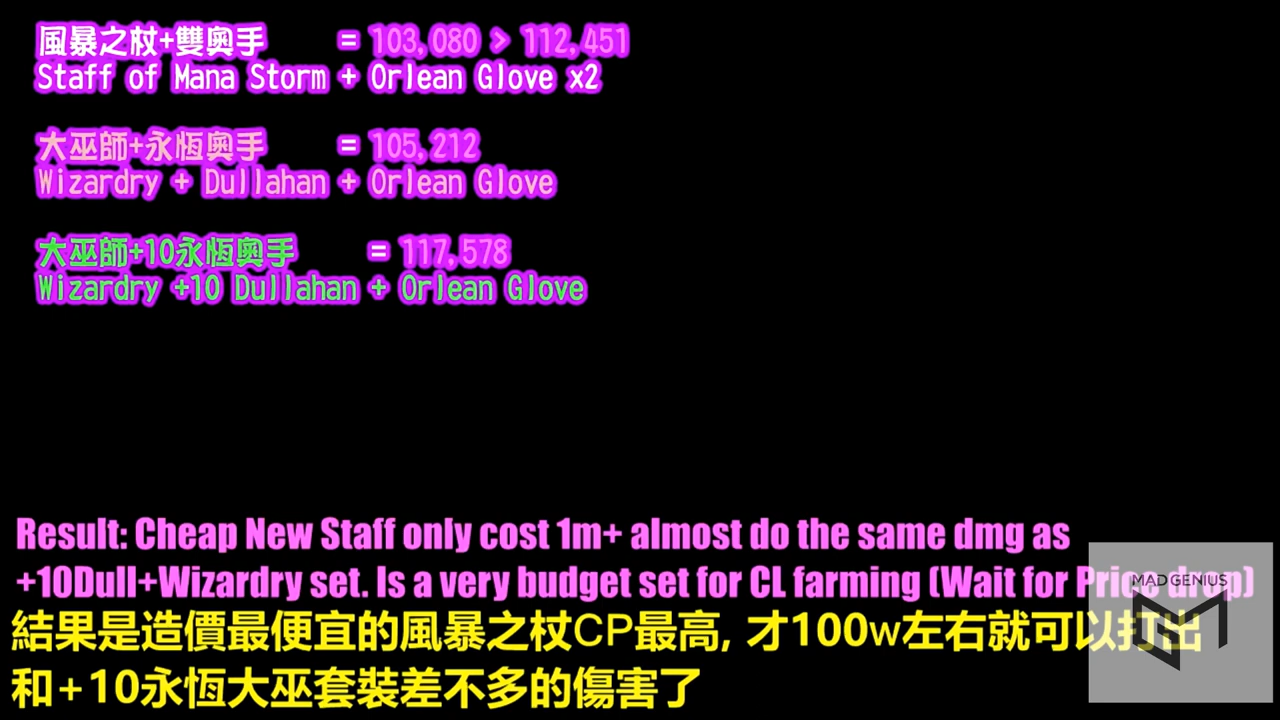 風暴之杖+雙奧手 = 103,080 > 112,451
Staff of Mana Storm + Orlean Glove x2
大巫師+永恆奧手 = 105,212
Wizardry + Dullahan + Orlean Glove
大巫師+10永恆奧手 = 117,578
Wizardry +10 Dullahan + Orlean Glove
Result: Cheap New Staff only cost 1m+ almost do the same dmg as
+10Dull+Wizardry set. Is a very budget set for CL farming (Wait for Price drop)
MAD GENIUS
結果是造價最便宜的風暴之杖CP最高, 才100w左右就可以打出
和+10永恆大巫套裝差不多的傷害了